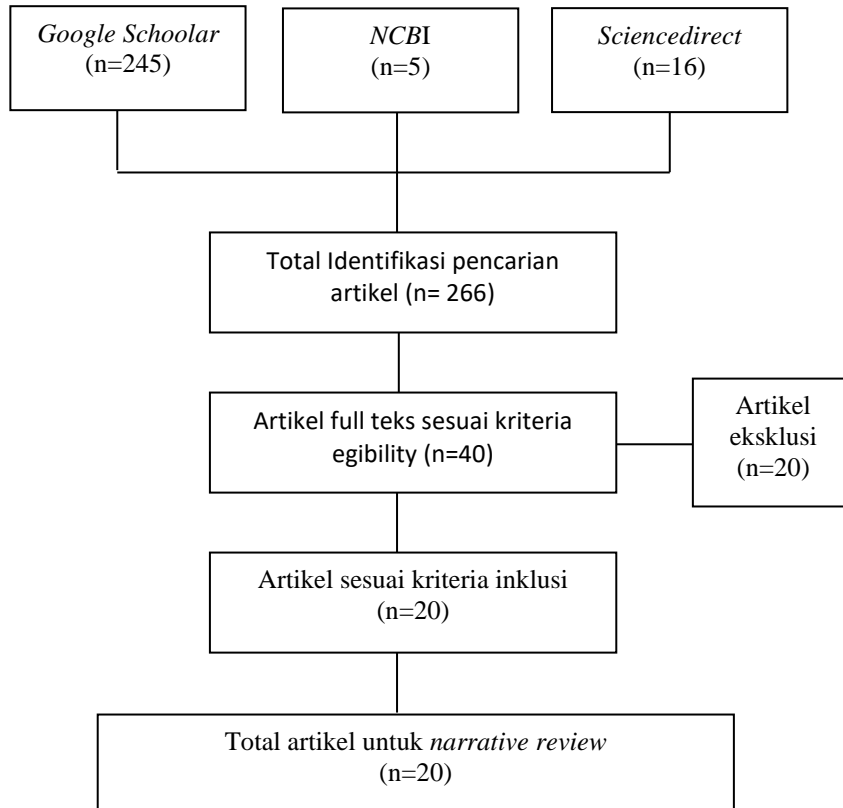 Google Schoolar
(n=245)
NCBI
(n=5)
Sciencedirect
(n=16)
Total Identifikasi pencarian
artikel (n= 266)
Artikel full teks sesuai kriteria
egibility (n=40)
Artikel
eksklusi
(n=20)
Artikel sesuai kriteria inklusi
(n=20)
Total artikel untuk narrative review
(n=20)